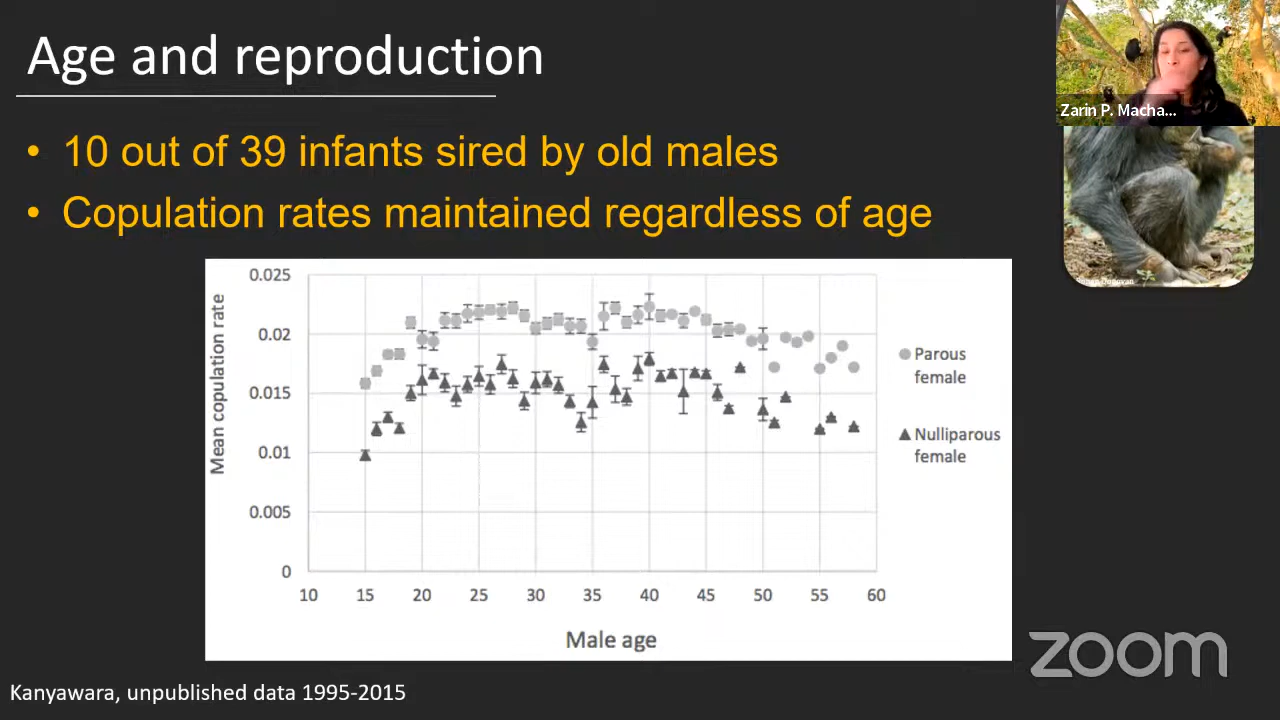 Age and reproduction
Zarin P. Macha...
• 10 out of 39 infants sired by old males
• Copulation rates maintained regardless of age
0.025
0.02
0.015
0.01
0.005
0
Mean copulation rate
10 15 20 25 30 35 40 45 50 55 60
Male age
Parous
female
Nulliparous
female
zoom
Kanyawara, unpublished data 1995-2015